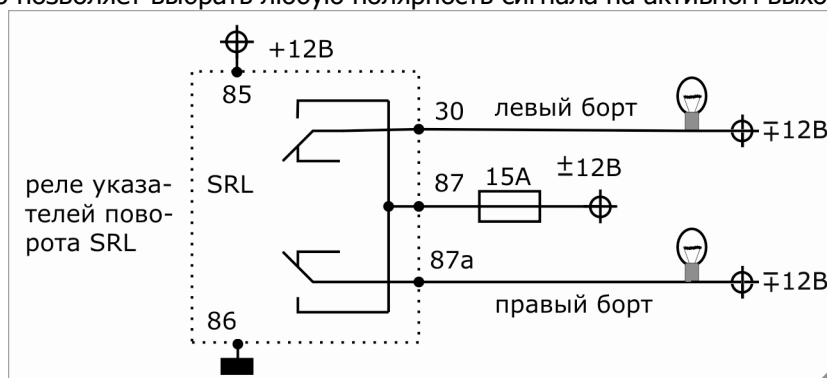 позволяет выбрать любую полярность сигнала на активном
+12В
85
30 левый борт
∓12В
реле указа-
телей пово-
рота SRL
SRL
87 15А ±12В
87а
∓12В
правый борт
86